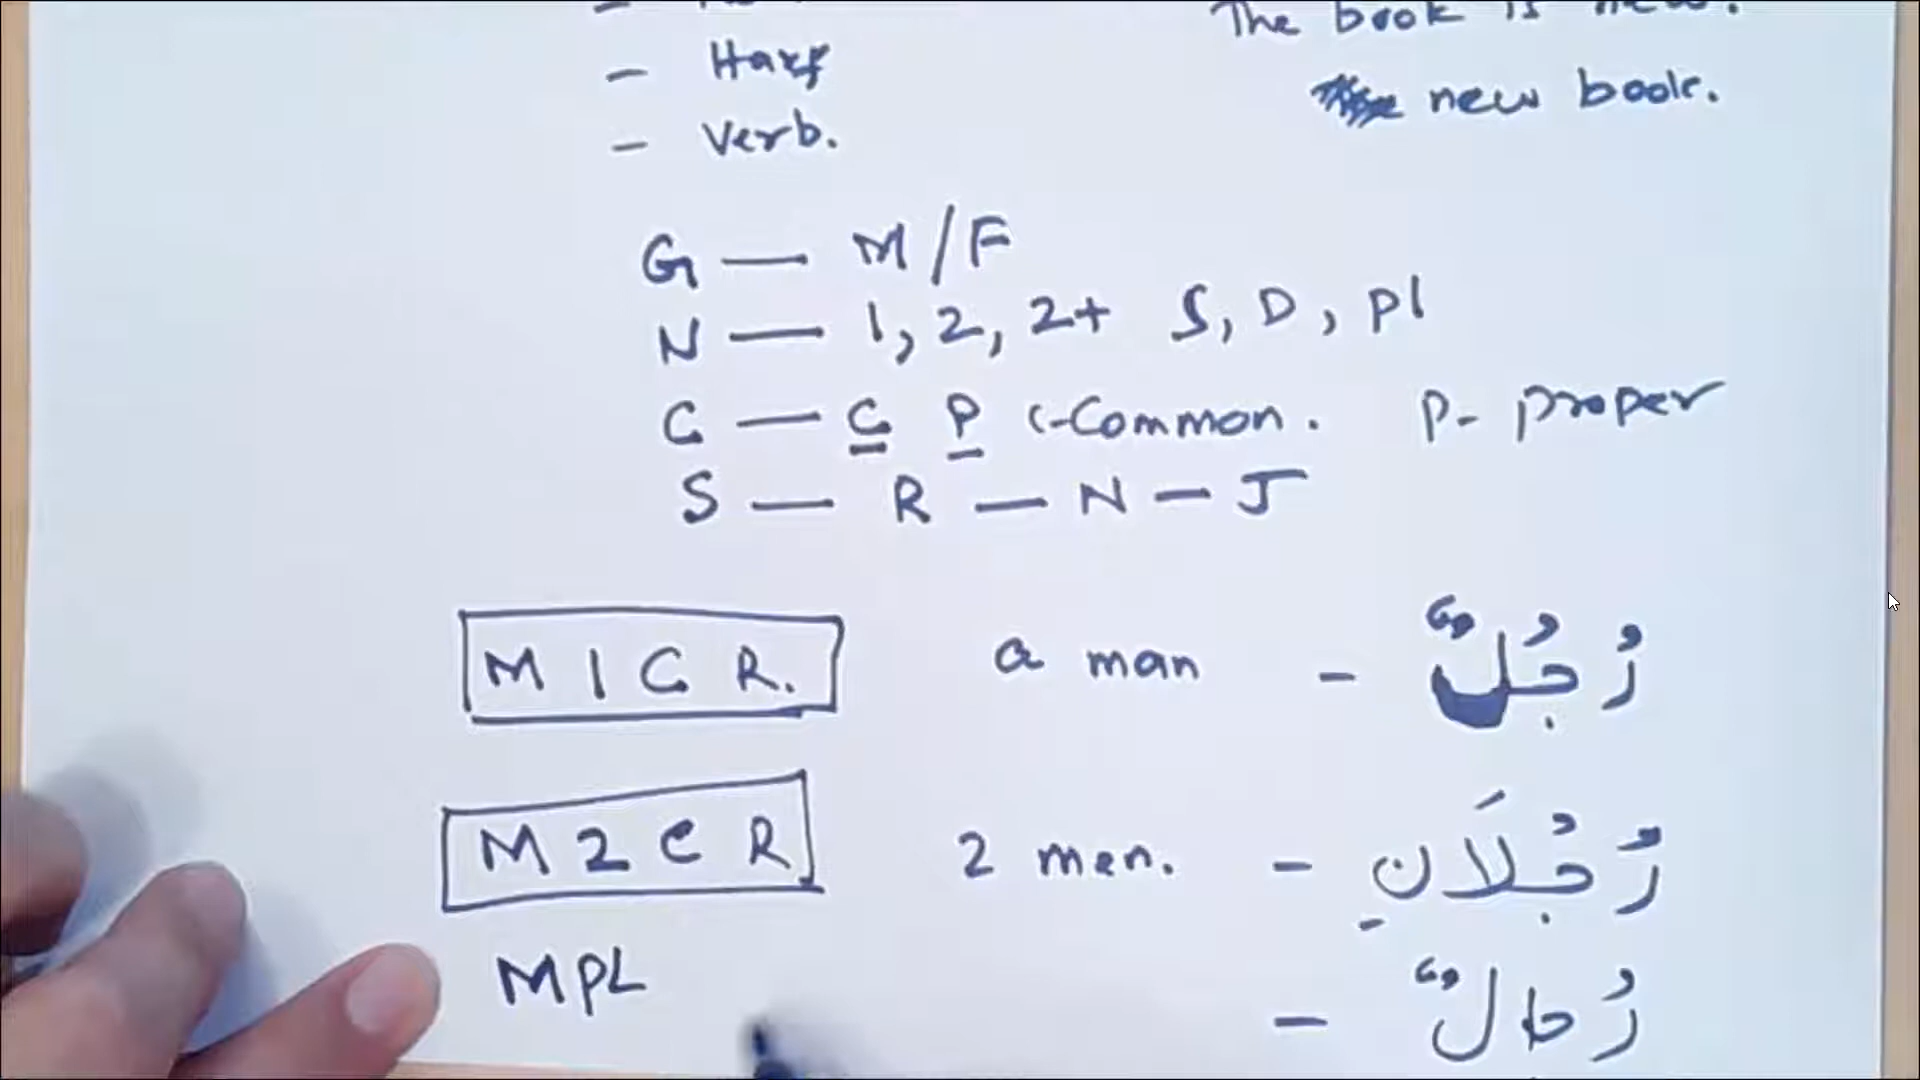 The book is new.
- Harf
new book.
- Verb.
G — M/F
N — 1, 2, 2+ S, D, Pl
C — C P C-Common. P- proper
S — R — N — J
M 1 C R. a man - رُجُلٌ
M 2 C R 2 men. - رُجُلَانِ
MPL - رُجالٌ